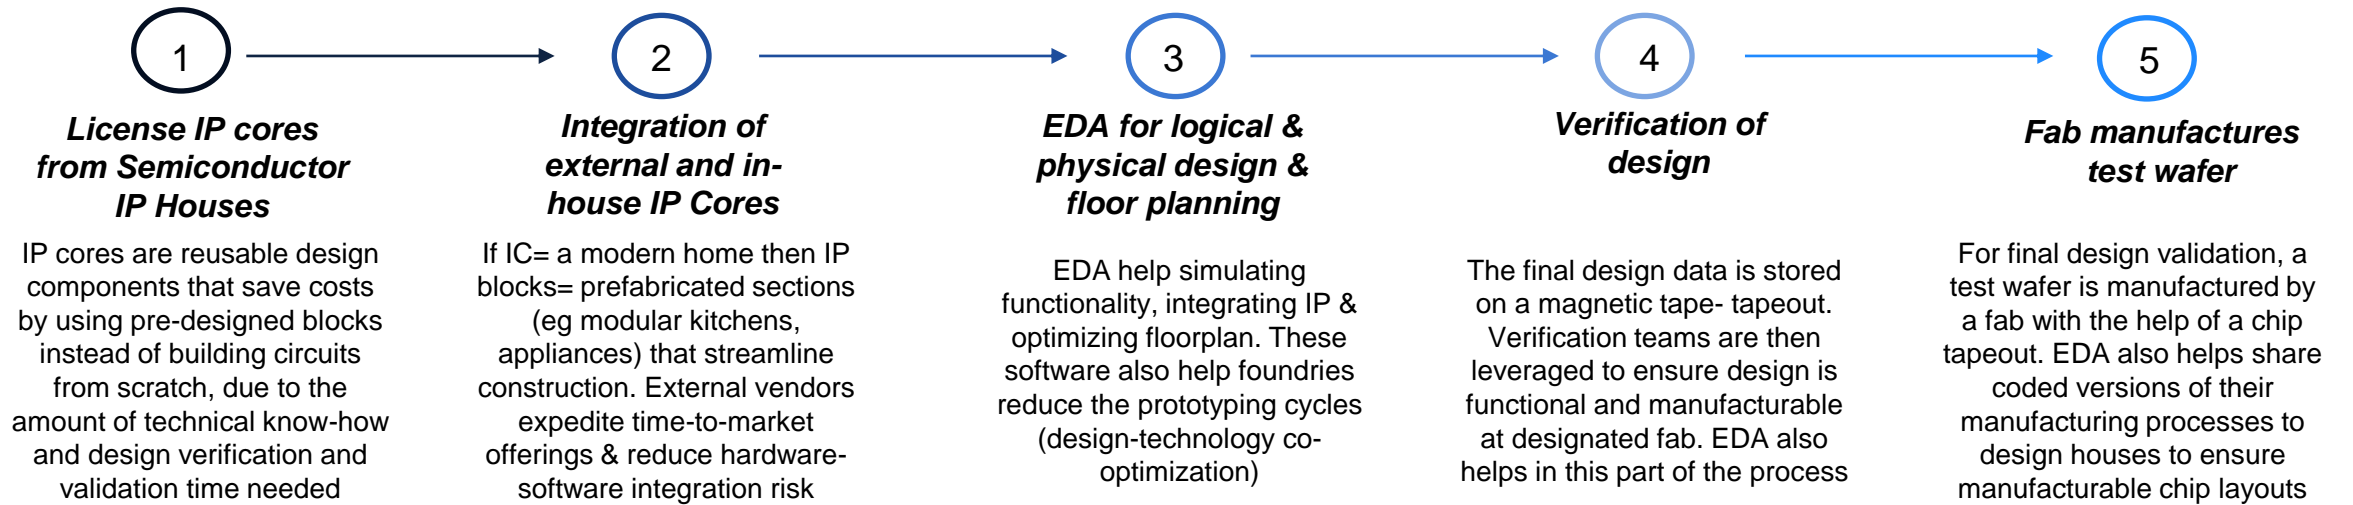 1
License IP cores
from Semiconductor
IP Houses
IP cores are reusable design
components that save costs
by using pre-designed blocks
instead of building circuits
from scratch, due to the
amount of technical know-how
and design verification and
validation time needed
2
Integration of
external and in-
house IP Cores
If IC= a modern home then IP
blocks= prefabricated sections
(eg modular kitchens,
appliances) that streamline
construction. External vendors
expedite time-to-market
offerings & reduce hardware-
software integration risk
3
EDA for logical &
physical design &
floor planning
EDA help simulating
functionality, integrating IP &
optimizing floorplan. These
software also help foundries
reduce the prototyping cycles
(design-technology co-
optimization)
4
Verification of
design
The final design data is stored
on a magnetic tape- tapeout.
Verification teams are then
leveraged to ensure design is
functional and manufacturable
at designated fab. EDA also
helps in this part of the process
5
Fab manufactures
test wafer
For final design validation, a
test wafer is manufactured by
a fab with the help of a chip
tapeout. EDA also helps share
coded versions of their
manufacturing processes to
design houses to ensure
manufacturable chip layouts